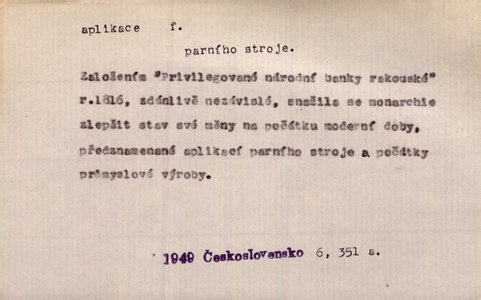 aplikace f.
parního stroje.
Založením "Privilegované národní banky rakouské"
r.1816, zdánlivě nezávislé, snažila se monarchie
zlepšit stav své měny na počátku moderní doby,
předznamenané aplikací parního stroje a počátky
průmyslové výroby.
1949 Československo 6, 351 a.